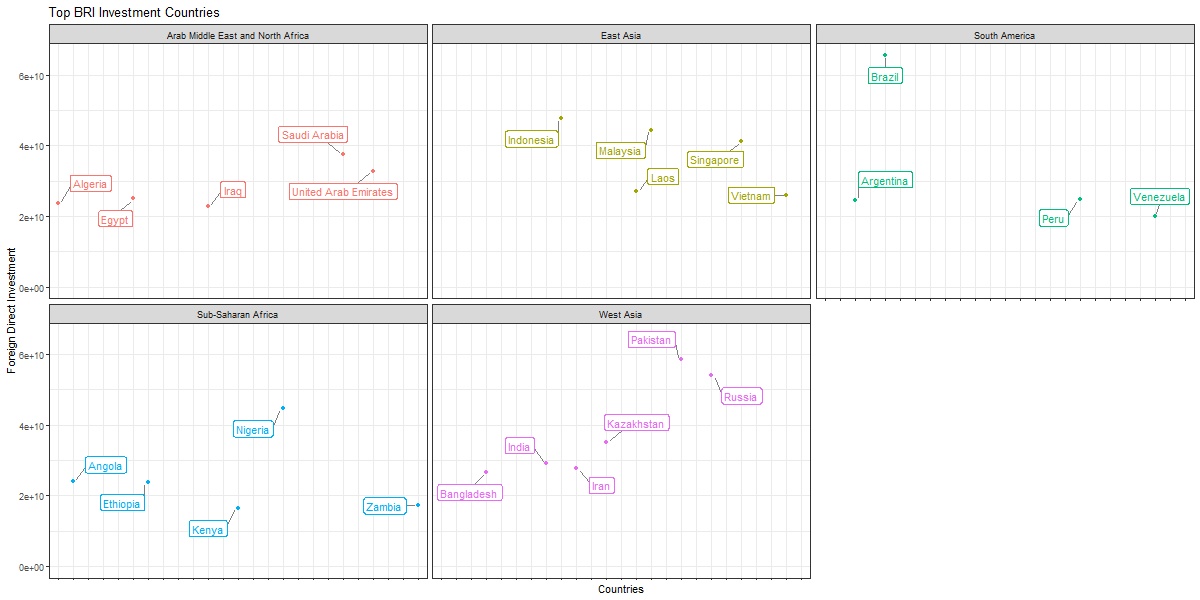 Top BRI Investment Countries
Arab Middle East and North Africa
East Asia
South America
6e+10
4e+10
2e+10
0e+00
Algeria
Egypt
Iraq
Saudi Arabia
United Arab Emirates
Indonesia
Malaysia
Laos
Singapore
Vietnam
Brazil
Argentina
Peru
Venezuela
Foreign Direct Investment
Sub-Saharan Africa
West Asia
6e+10
4e+10
2e+10
0e+00
Angola
Ethiopia
Nigeria
Kenya
Zambia
Pakistan
Russia
Kazakhstan
India
Iran
Bangladesh
Countries